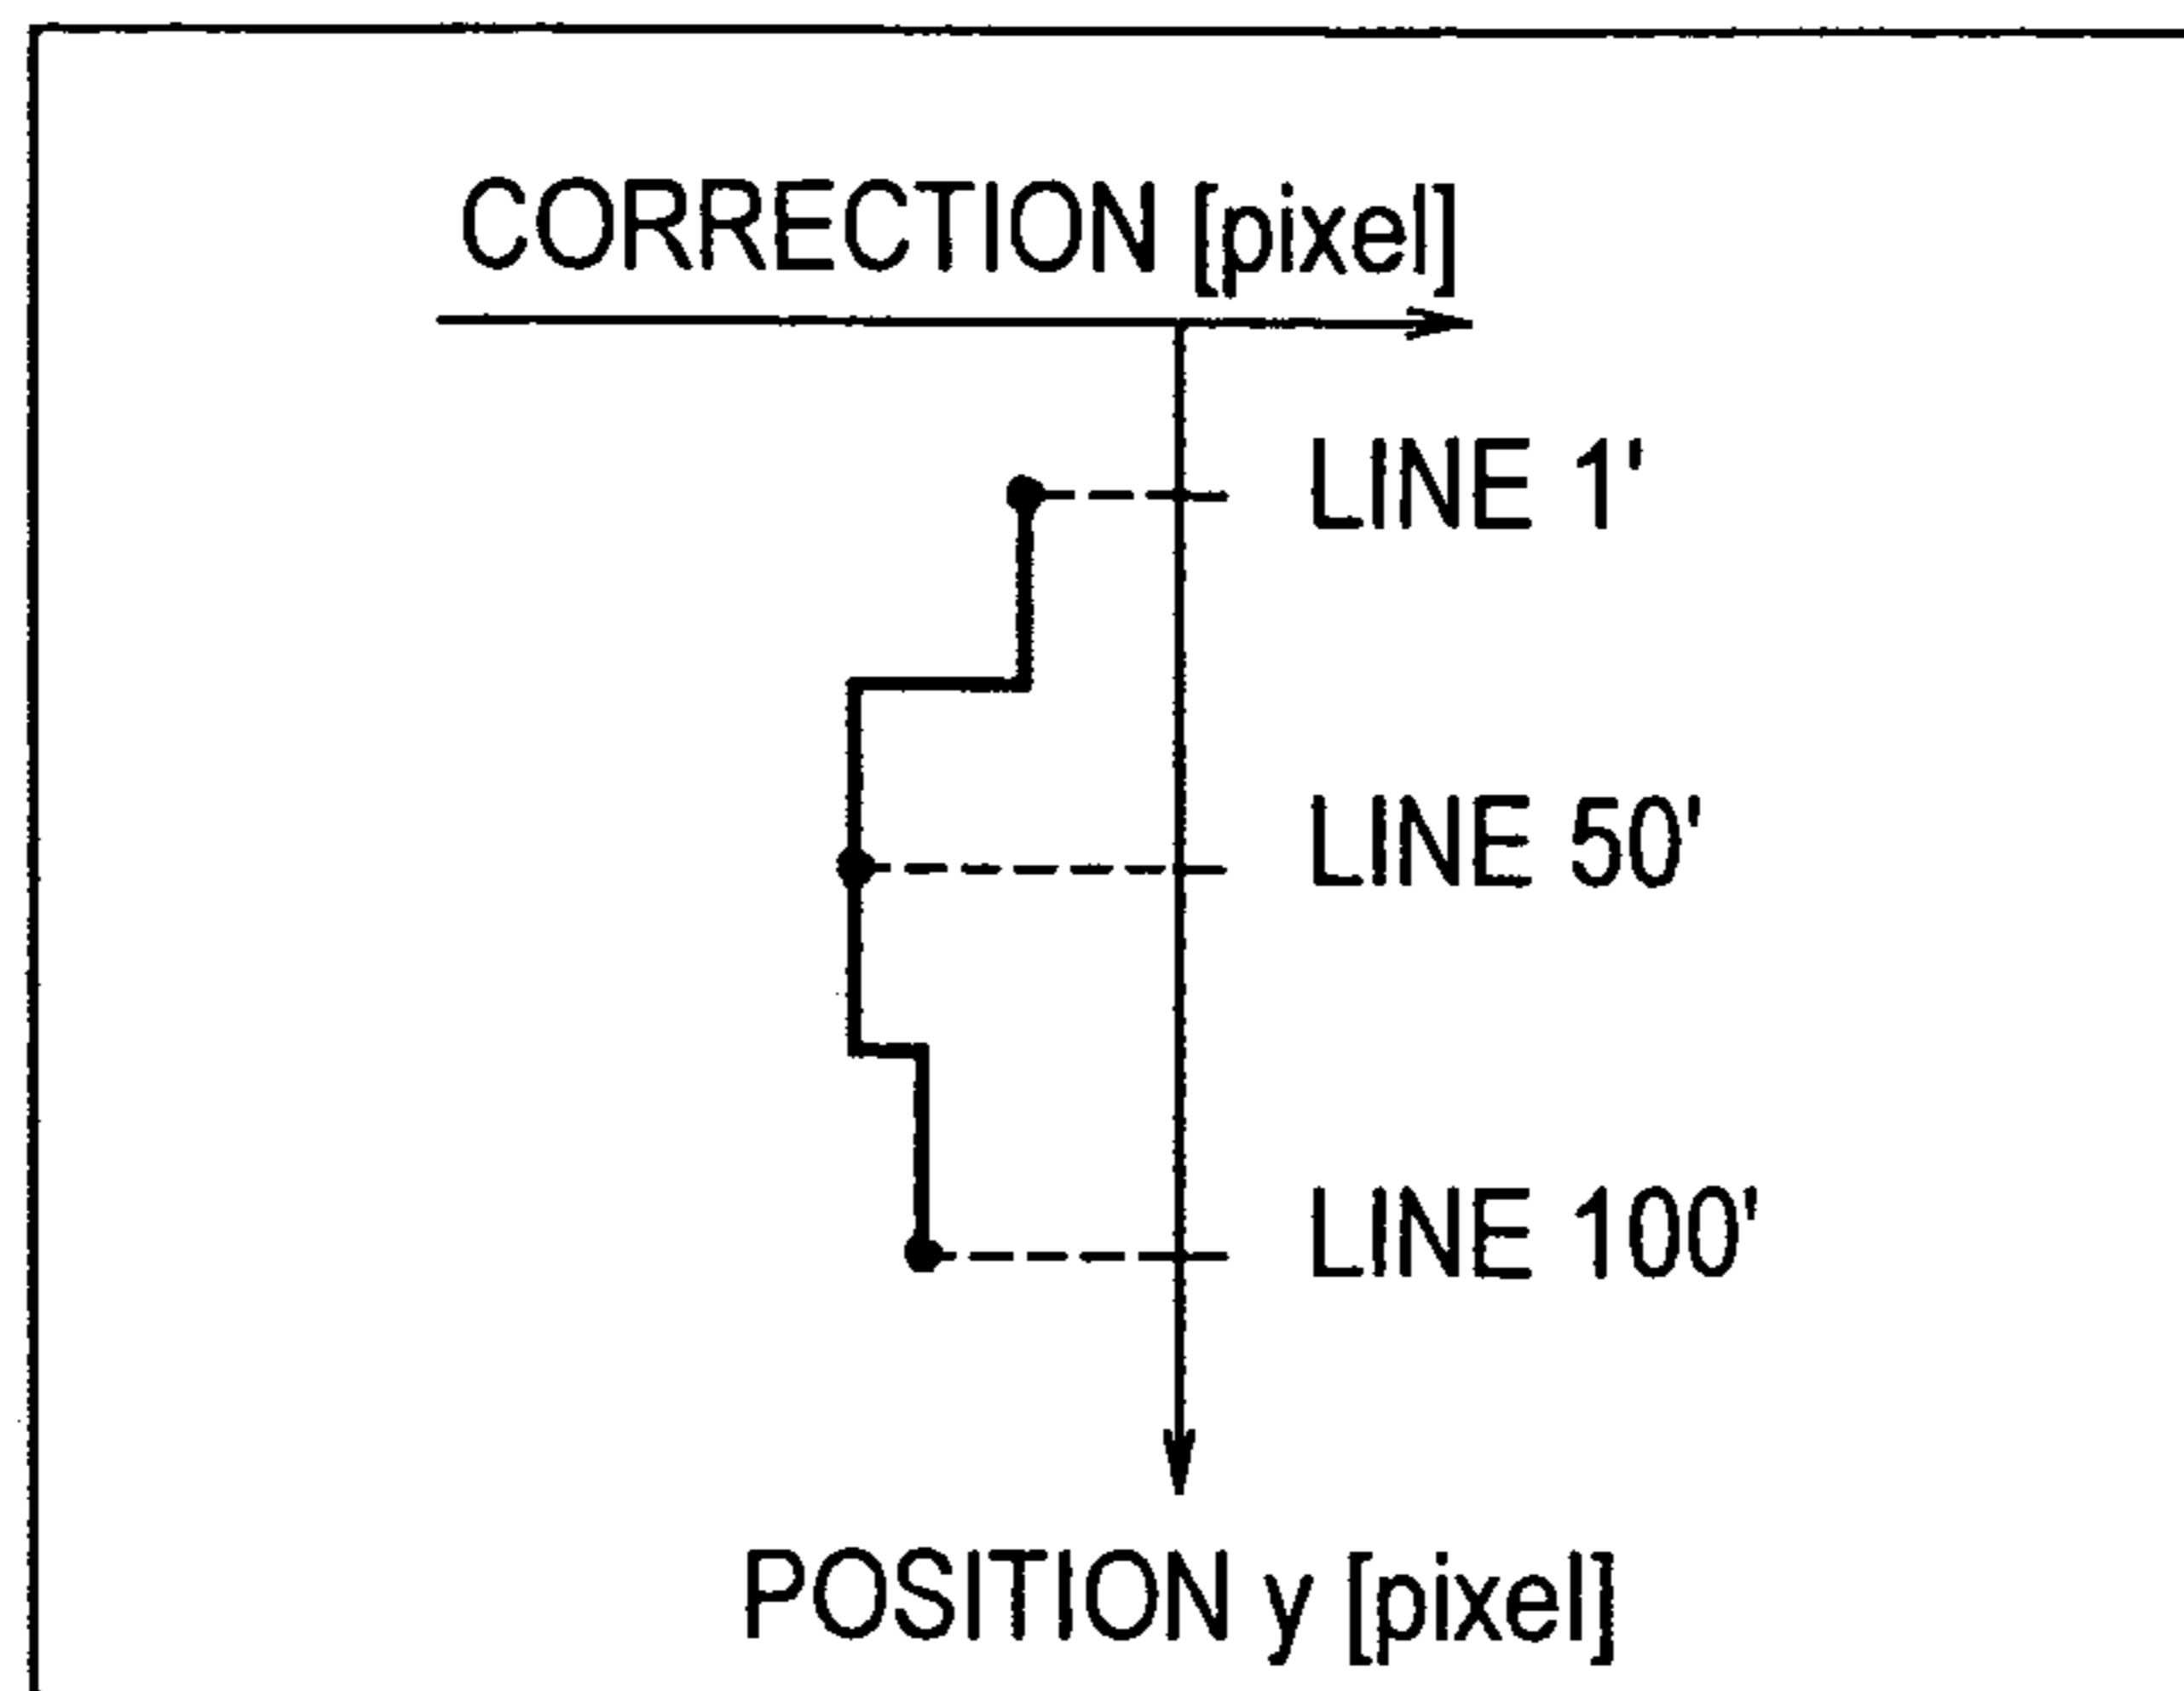 CORRECTION [pixel]
LINE 1'
LINE 50'
LINE 100'
POSITION y [pixel]